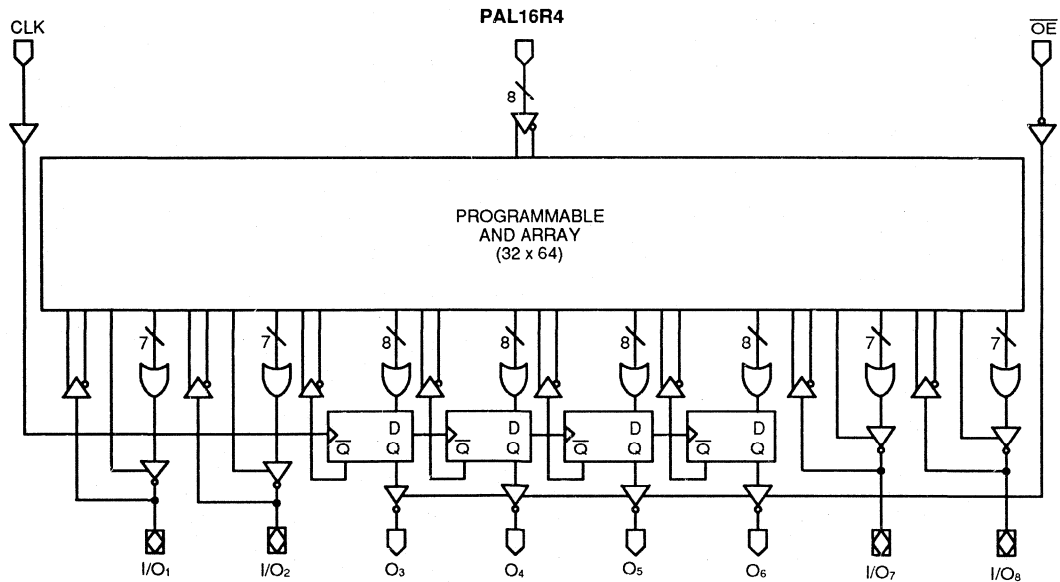 PAL16R4
CLK
O̅E̅
8
PROGRAMMABLE
AND ARRAY
(32 x 64)
7 7 8 8 8 8 7 7
D D D D
Q̅ Q Q̅ Q Q̅ Q Q̅ Q
I/O₁ I/O₂ O₃ O₄ O₅ O₆ I/O₇ I/O₈